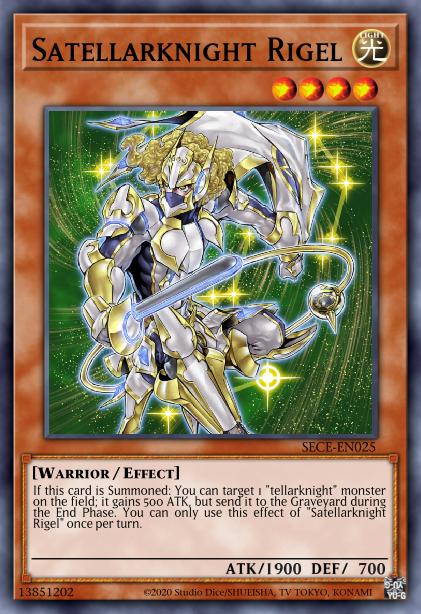 SATELLARKNIGHT RIGEL
LIGHT
光
SECE-EN025
[WARRIOR / EFFECT]
If this card is Summoned: You can target 1 "tellarknight" monster
on the field; it gains 500 ATK, but send it to the Graveyard during
the End Phase. You can only use this effect of "Satellarknight
Rigel" once per turn.
ATK/1900 DEF/ 700
13851202
©2020 Studio Dice/SHUEISHA, TV TOKYO, KONAMI